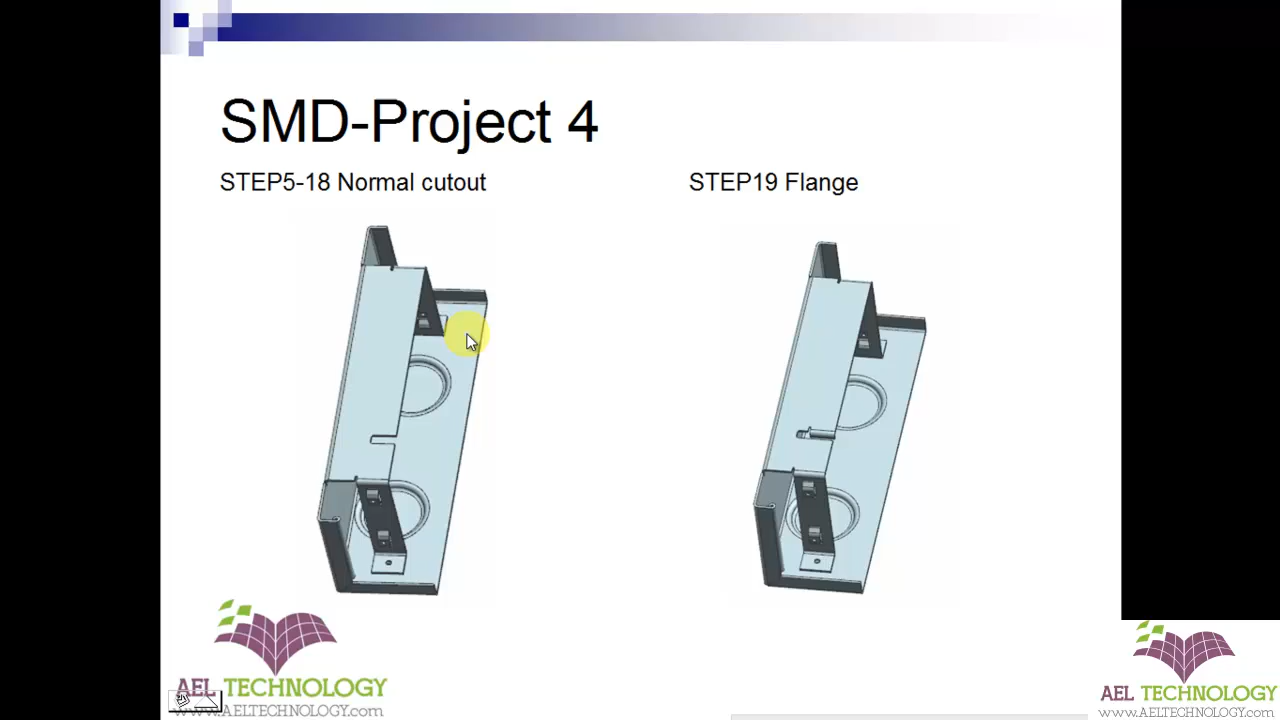 SMD-Project 4
STEP5-18 Normal cutout
STEP19 Flange
AEL TECHNOLOGY
www.AELTECHNOLOGY.com
AEL TECHNOLOGY
www.AELTECHNOLOGY.com